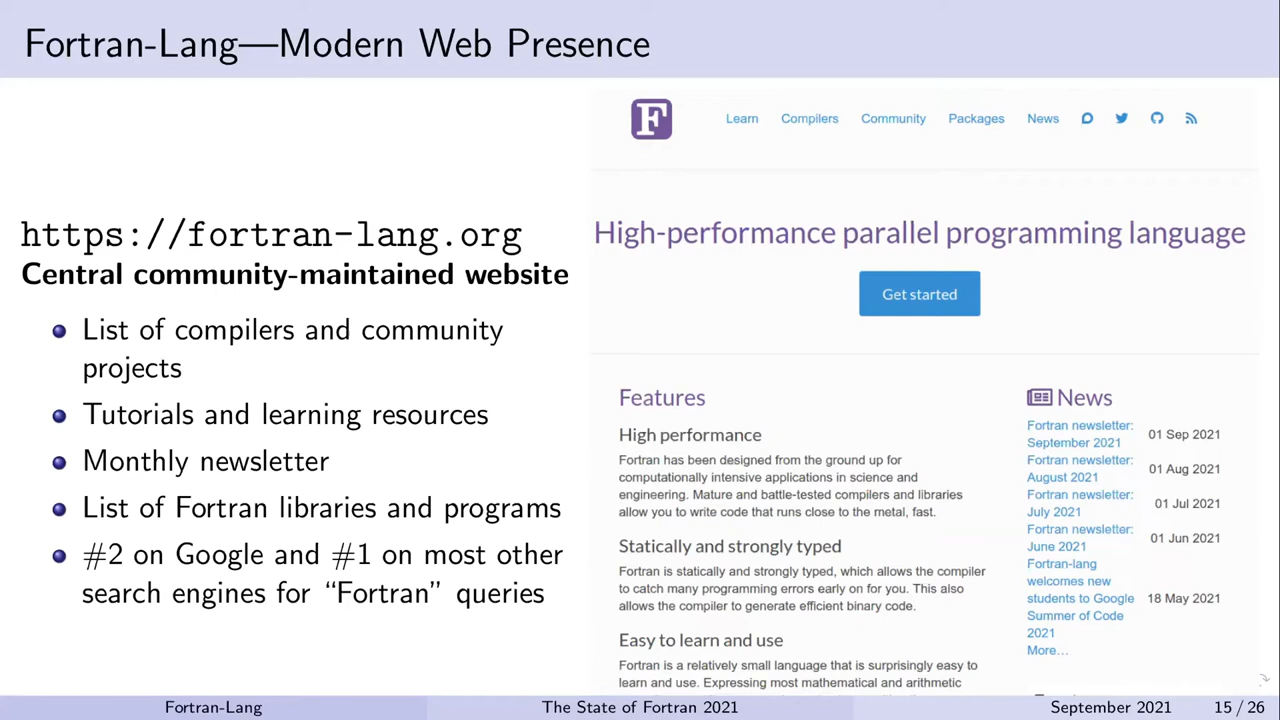 Fortran-Lang—Modern Web Presence
https://fortran-lang.org
Central community-maintained website
List of compilers and community
projects
Tutorials and learning resources
Monthly newsletter
List of Fortran libraries and programs
#2 on Google and #1 on most other
search engines for “Fortran” queries
F
Learn Compilers Community Packages News
High-performance parallel programming language
Get started
Features
High performance
Fortran has been designed from the ground up for
computationally intensive applications in science and
engineering. Mature and battle-tested compilers and libraries
allow you to write code that runs close to the metal, fast.
Statically and strongly typed
Fortran is statically and strongly typed, which allows the compiler
to catch many programming errors early on for you. This also
allows the compiler to generate efficient binary code.
Easy to learn and use
Fortran is a relatively small language that is surprisingly easy to
learn and use. Expressing most mathematical and arithmetic
News
Fortran newsletter:
September 2021 01 Sep 2021
Fortran newsletter:
August 2021 01 Aug 2021
Fortran newsletter:
July 2021 01 Jul 2021
Fortran newsletter:
June 2021 01 Jun 2021
Fortran-lang
welcomes new
students to Google 18 May 2021
Summer of Code
2021
More...
Fortran-Lang The State of Fortran 2021 September 2021 15 / 26